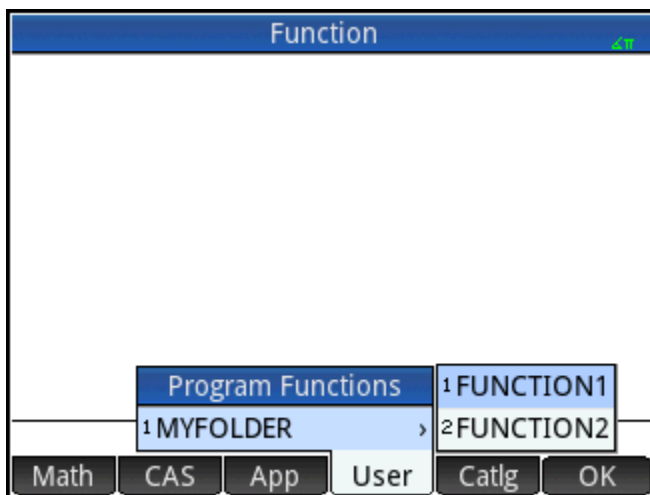 Function
∡π
Program Functions
1 MYFOLDER ›
1 FUNCTION1
2 FUNCTION2
Math CAS App User Catlg OK